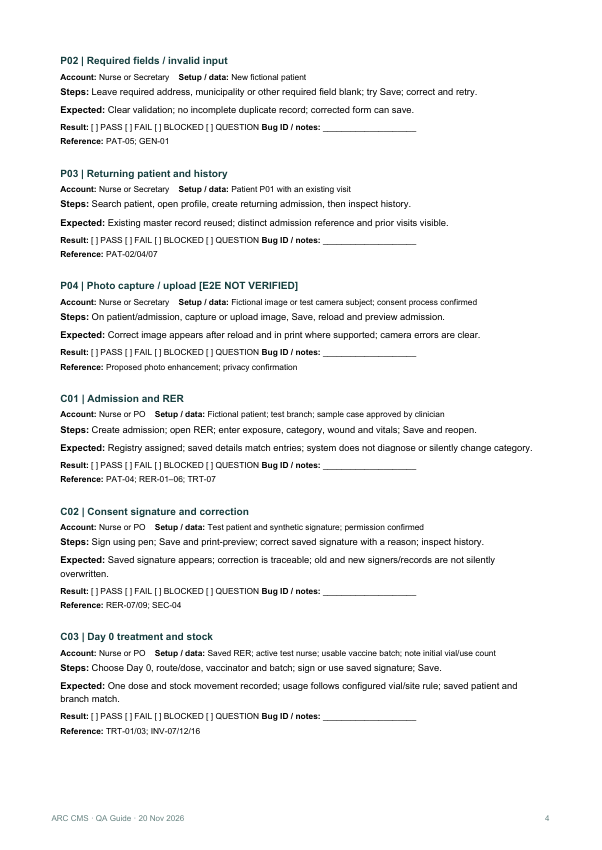 P02 | Required fields / invalid input
Account: Nurse or Secretary Setup / data: New fictional patient
Steps: Leave required address, municipality or other required field blank; try Save; correct and retry.
Expected: Clear validation; no incomplete duplicate record; corrected form can save.
Result: [ ] PASS [ ] FAIL [ ] BLOCKED [ ] QUESTION Bug ID / notes: ____________________
Reference: PAT-05; GEN-01
P03 | Returning patient and history
Account: Nurse or Secretary Setup / data: Patient P01 with an existing visit
Steps: Search patient, open profile, create returning admission, then inspect history.
Expected: Existing master record reused; distinct admission reference and prior visits visible.
Result: [ ] PASS [ ] FAIL [ ] BLOCKED [ ] QUESTION Bug ID / notes: ____________________
Reference: PAT-02/04/07
P04 | Photo capture / upload [E2E NOT VERIFIED]
Account: Nurse or Secretary Setup / data: Fictional image or test camera subject; consent process confirmed
Steps: On patient/admission, capture or upload image, Save, reload and preview admission.
Expected: Correct image appears after reload and in print where supported; camera errors are clear.
Result: [ ] PASS [ ] FAIL [ ] BLOCKED [ ] QUESTION Bug ID / notes: ____________________
Reference: Proposed photo enhancement; privacy confirmation
C01 | Admission and RER
Account: Nurse or PO Setup / data: Fictional patient; test branch; sample case approved by clinician
Steps: Create admission; open RER; enter exposure, category, wound and vitals; Save and reopen.
Expected: Registry assigned; saved details match entries; system does not diagnose or silently change category.
Result: [ ] PASS [ ] FAIL [ ] BLOCKED [ ] QUESTION Bug ID / notes: ____________________
Reference: PAT-04; RER-01–06; TRT-07
C02 | Consent signature and correction
Account: Nurse or PO Setup / data: Test patient and synthetic signature; permission confirmed
Steps: Sign using pen; Save and print-preview; correct saved signature with a reason; inspect history.
Expected: Saved signature appears; correction is traceable; old and new signers/records are not silently
overwritten.
Result: [ ] PASS [ ] FAIL [ ] BLOCKED [ ] QUESTION Bug ID / notes: ____________________
Reference: RER-07/09; SEC-04
C03 | Day 0 treatment and stock
Account: Nurse or PO Setup / data: Saved RER; active test nurse; usable vaccine batch; note initial vial/use count
Steps: Choose Day 0, route/dose, vaccinator and batch; sign or use saved signature; Save.
Expected: One dose and stock movement recorded; usage follows configured vial/site rule; saved patient and
branch match.
Result: [ ] PASS [ ] FAIL [ ] BLOCKED [ ] QUESTION Bug ID / notes: ____________________
Reference: TRT-01/03; INV-07/12/16
ARC CMS · QA Guide · 20 Nov 2026 4